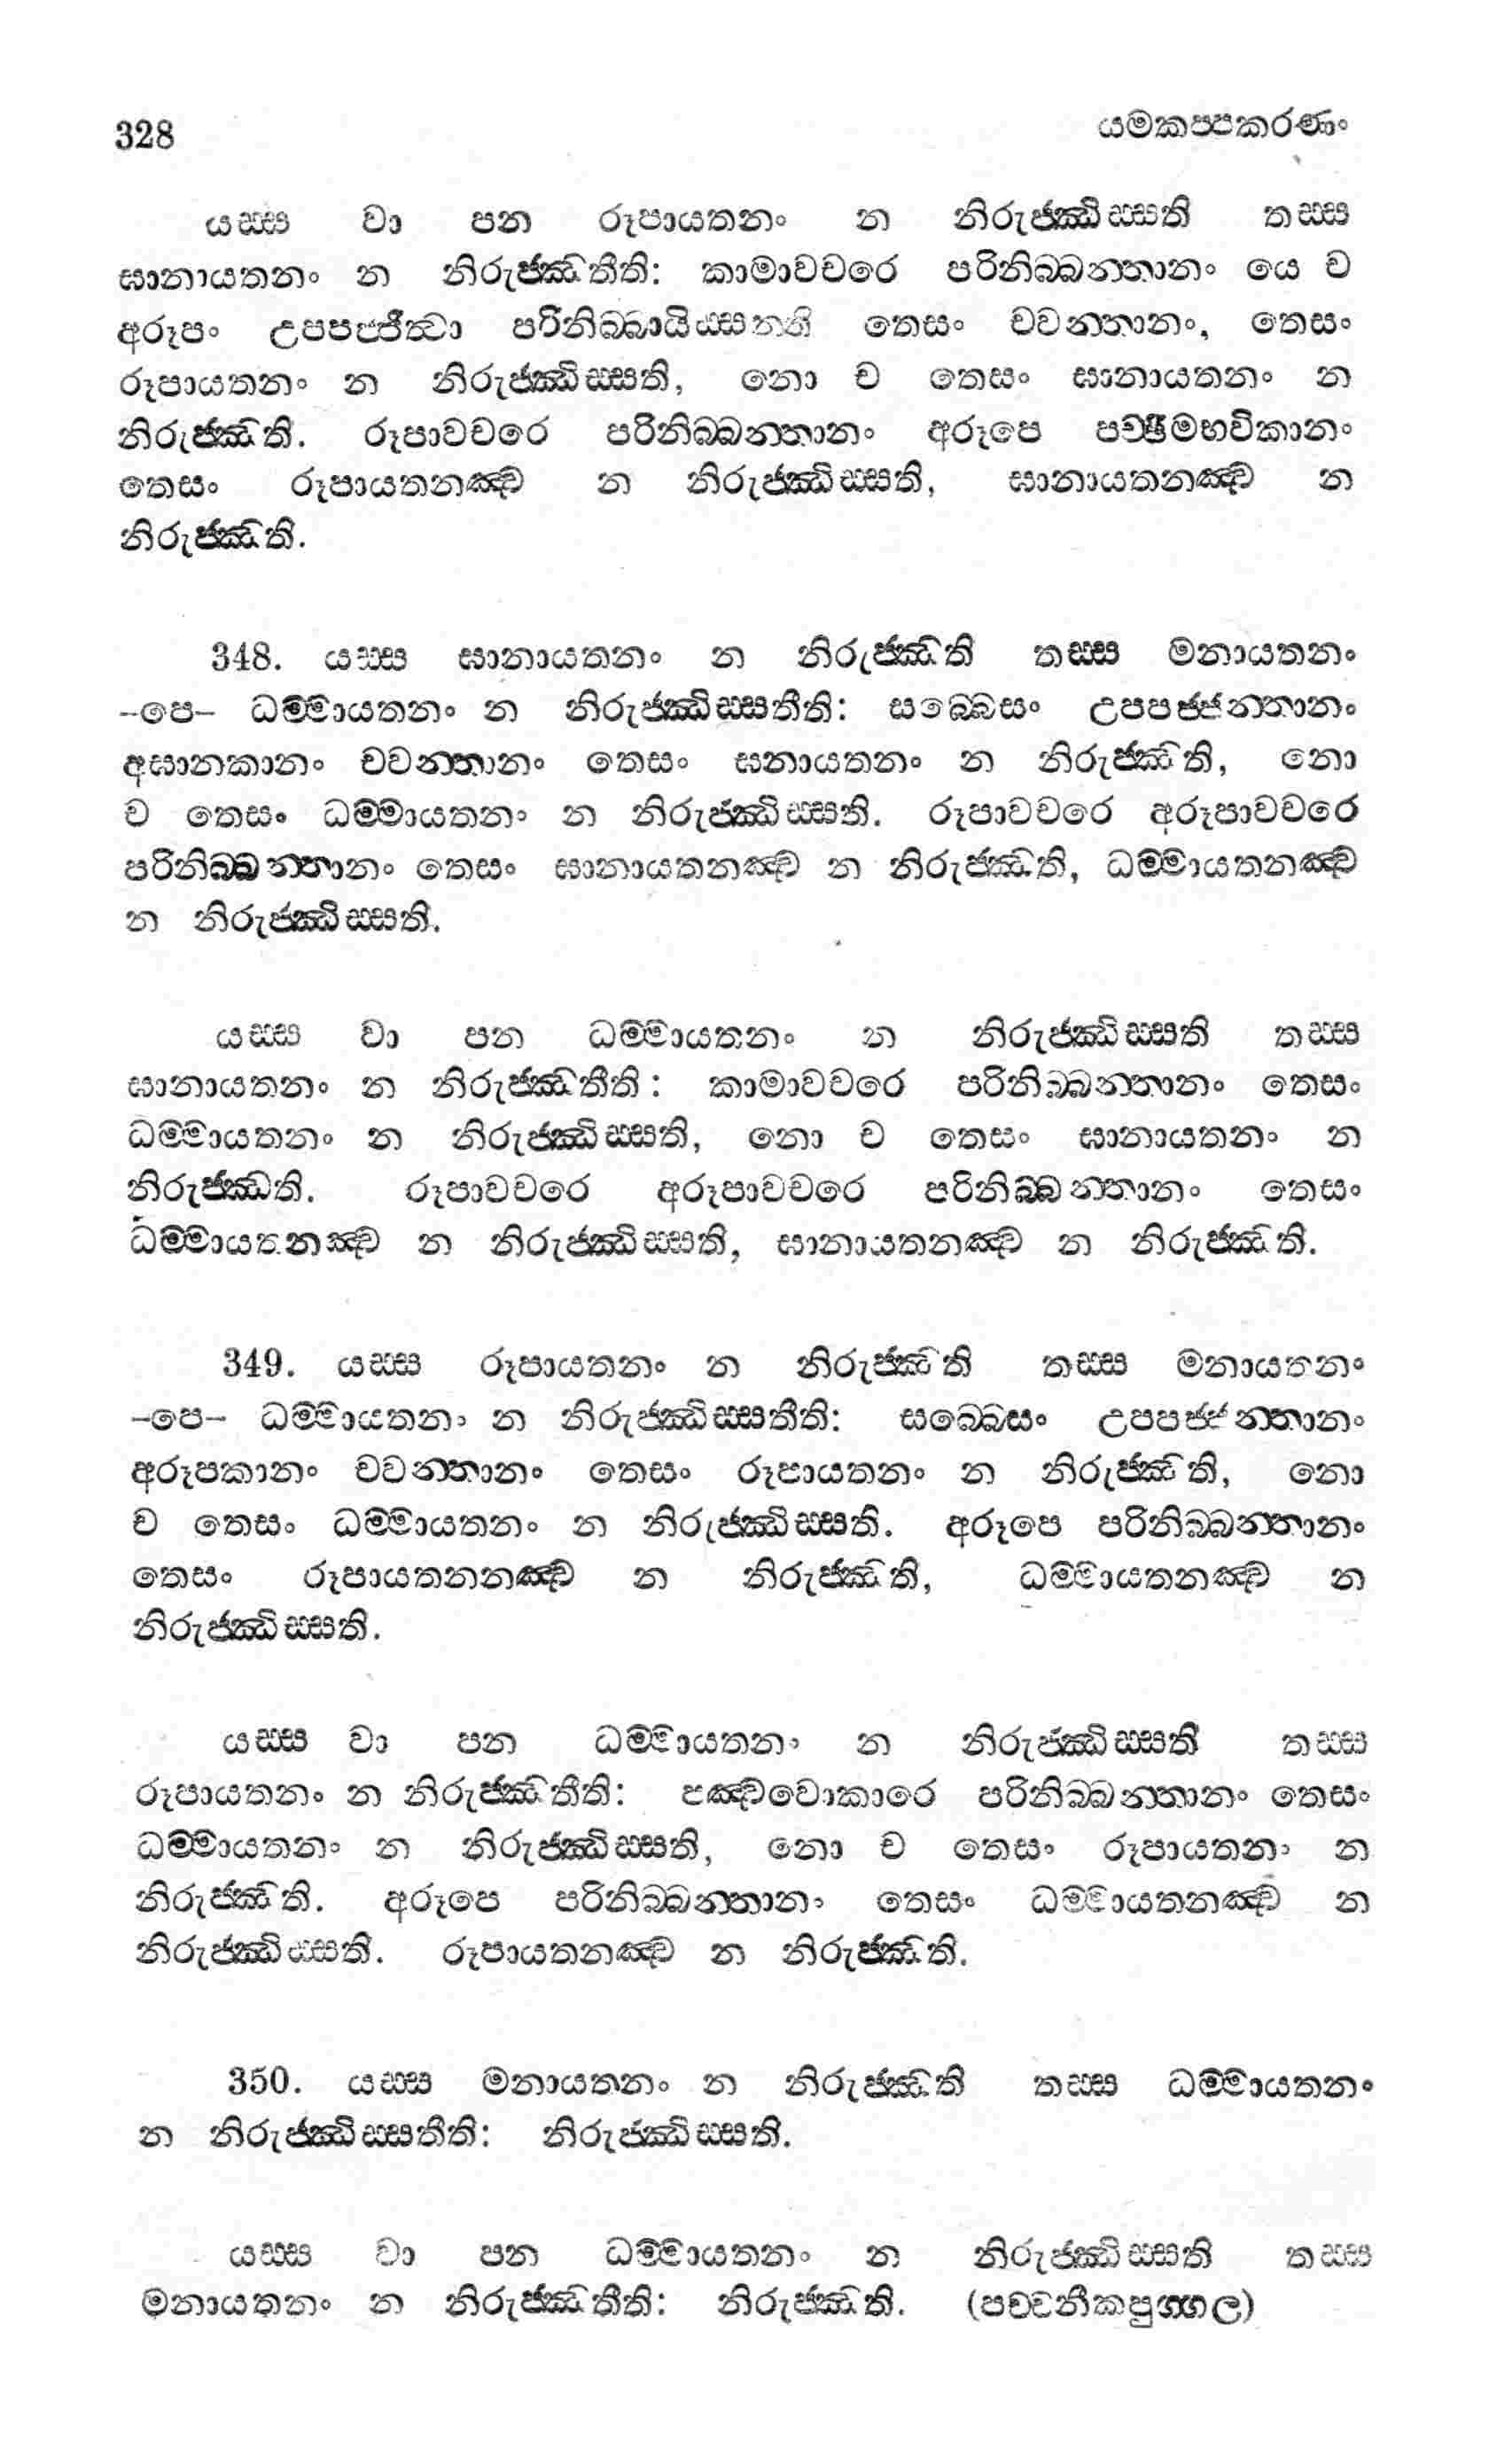 328
යමකප්පකරණං
යස්ස වා පන රූපායතනං න නිරුජ්ඣිස්සති තස්ස
ඝානායතනං න නිරුජ්ඣතීති: කාමාවචරෙ පරිනිබ්බන්තානං යෙ ච
අරූපං උපපජ්ජිත්වා පරිනිබ්බායිස්සන්ති තෙසං චවන්තානං, තෙසං
රූපායතනං න නිරුජ්ඣිස්සති, නො ච තෙසං ඝානායතනං න
නිරුජ්ඣති. රූපාවචරෙ පරිනිබ්බන්තානං අරූපෙ පච්ඡිමභවිකානං
තෙසං රූපායතනඤ්ච න නිරුජ්ඣිස්සති, ඝානායතනඤ්ච න
නිරුජ්ඣති.
348. යස්ස ඝානායතනං න නිරුජ්ඣති තස්ස මනායතනං
-පෙ- ධම්මායතනං න නිරුජ්ඣිස්සතීති: සබ්බෙසං උපපජ්ජන්තානං
අඝානකානං චවන්තානං තෙසං ඝනායතනං න නිරුජ්ඣති, නො
ච තෙසං ධම්මායතනං න නිරුජ්ඣිස්සති. රූපාවචරෙ අරූපාවචරෙ
පරිනිබ්බන්තානං තෙසං ඝානායතනඤ්ච න නිරුජ්ඣති, ධම්මායතනඤ්ච
න නිරුජ්ඣිස්සති.
යස්ස වා පන ධම්මායතනං න නිරුජ්ඣිස්සති තස්ස
ඝානායතනං න නිරුජ්ඣතීති: කාමාවචරෙ පරිනිබ්බන්තානං තෙසං
ධම්මායතනං න නිරුජ්ඣිස්සති, නො ච තෙසං ඝානායතනං න
නිරුජ්ඣති. රූපාවචරෙ අරූපාවචරෙ පරිනිබ්බන්තානං තෙසං
ධම්මායතනඤ්ච න නිරුජ්ඣිස්සති, ඝානායතනඤ්ච න නිරුජ්ඣති.
349. යස්ස රූපායතනං න නිරුජ්ඣති තස්ස මනායතනං
-පෙ- ධම්මායතනං න නිරුජ්ඣිස්සතීති: සබ්බෙසං උපපජ්ජන්තානං
අරූපකානං චවන්තානං තෙසං රූපායතනං න නිරුජ්ඣති, නො
ච තෙසං ධම්මායතනං න නිරුජ්ඣිස්සති. අරූපෙ පරිනිබ්බන්තානං
තෙසං රූපායතනනඤ්ච න නිරුජ්ඣති, ධම්මායතනඤ්ච න
නිරුජ්ඣිස්සති.
යස්ස වා පන ධම්මායතනං න නිරුජ්ඣිස්සති තස්ස
රූපායතනං න නිරුජ්ඣතීති: පඤ්චවොකාරෙ පරිනිබ්බන්තානං තෙසං
ධම්මායතනං න නිරුජ්ඣිස්සති, නො ච තෙසං රූපායතනං න
නිරුජ්ඣති. අරූපෙ පරිනිබ්බන්තානං තෙසං ධම්මායතනඤ්ච න
නිරුජ්ඣිස්සති. රූපායතනඤ්ච න නිරුජ්ඣති.
350. යස්ස මනායතනං න නිරුජ්ඣති තස්ස ධම්මායතනං
න නිරුජ්ඣිස්සතීති: නිරුජ්ඣිස්සති.
යස්ස වා පන ධම්මායතනං න නිරුජ්ඣිස්සති තස්ස
මනායතනං න නිරුජ්ඣතීති: නිරුජ්ඣති. (පච්චනීකපුග්ගල)